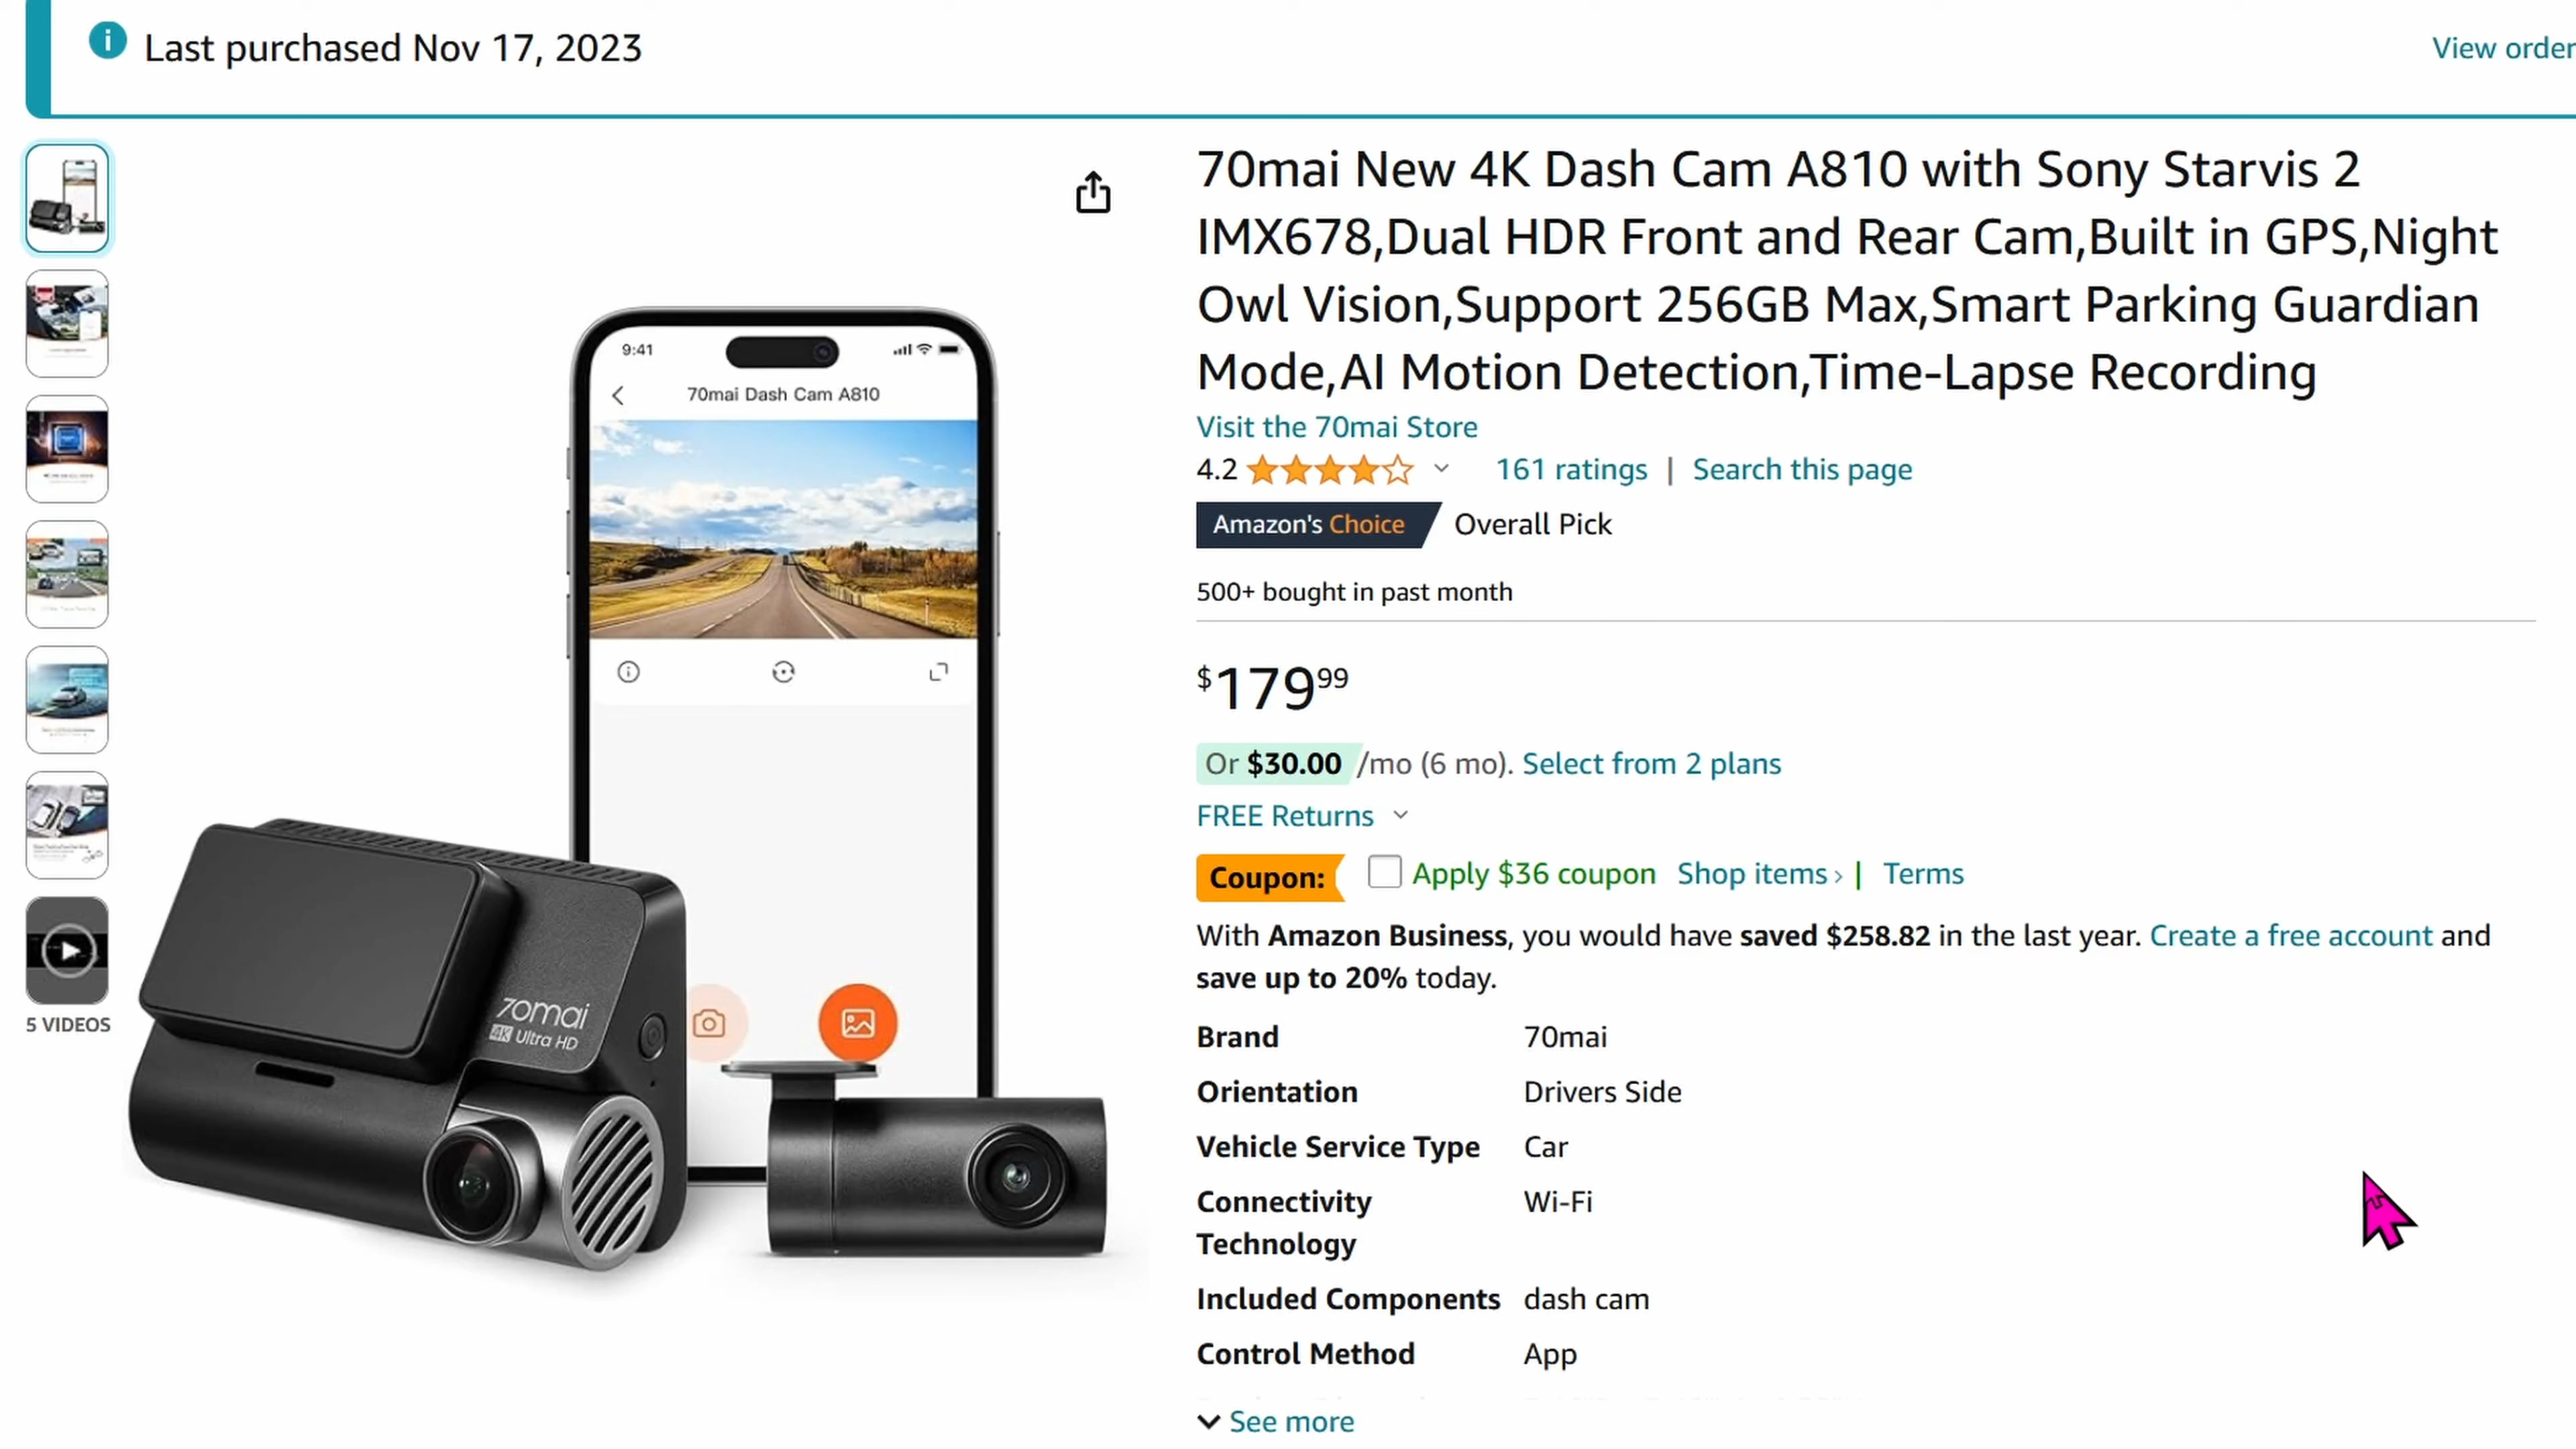 Last purchased Nov 17, 2023
View order
70mai New 4K Dash Cam A810 with Sony Starvis 2
IMX678,Dual HDR Front and Rear Cam,Built in GPS,Night
Owl Vision,Support 256GB Max,Smart Parking Guardian
Mode,AI Motion Detection,Time-Lapse Recording
Visit the 70mai Store
4.2 161 ratings | Search this page
Amazon's Choice Overall Pick
500+ bought in past month
$179.99
Or $30.00 /mo (6 mo). Select from 2 plans
FREE Returns
Coupon: Apply $36 coupon Shop items › | Terms
With Amazon Business, you would have saved $258.82 in the last year. Create a free account and
save up to 20% today.
Brand 70mai
Orientation Drivers Side
Vehicle Service Type Car
Connectivity Wi-Fi
Technology
Included Components dash cam
Control Method App
See more
9:41
70mai Dash Cam A810
70mai
4K Ultra HD
5 VIDEOS